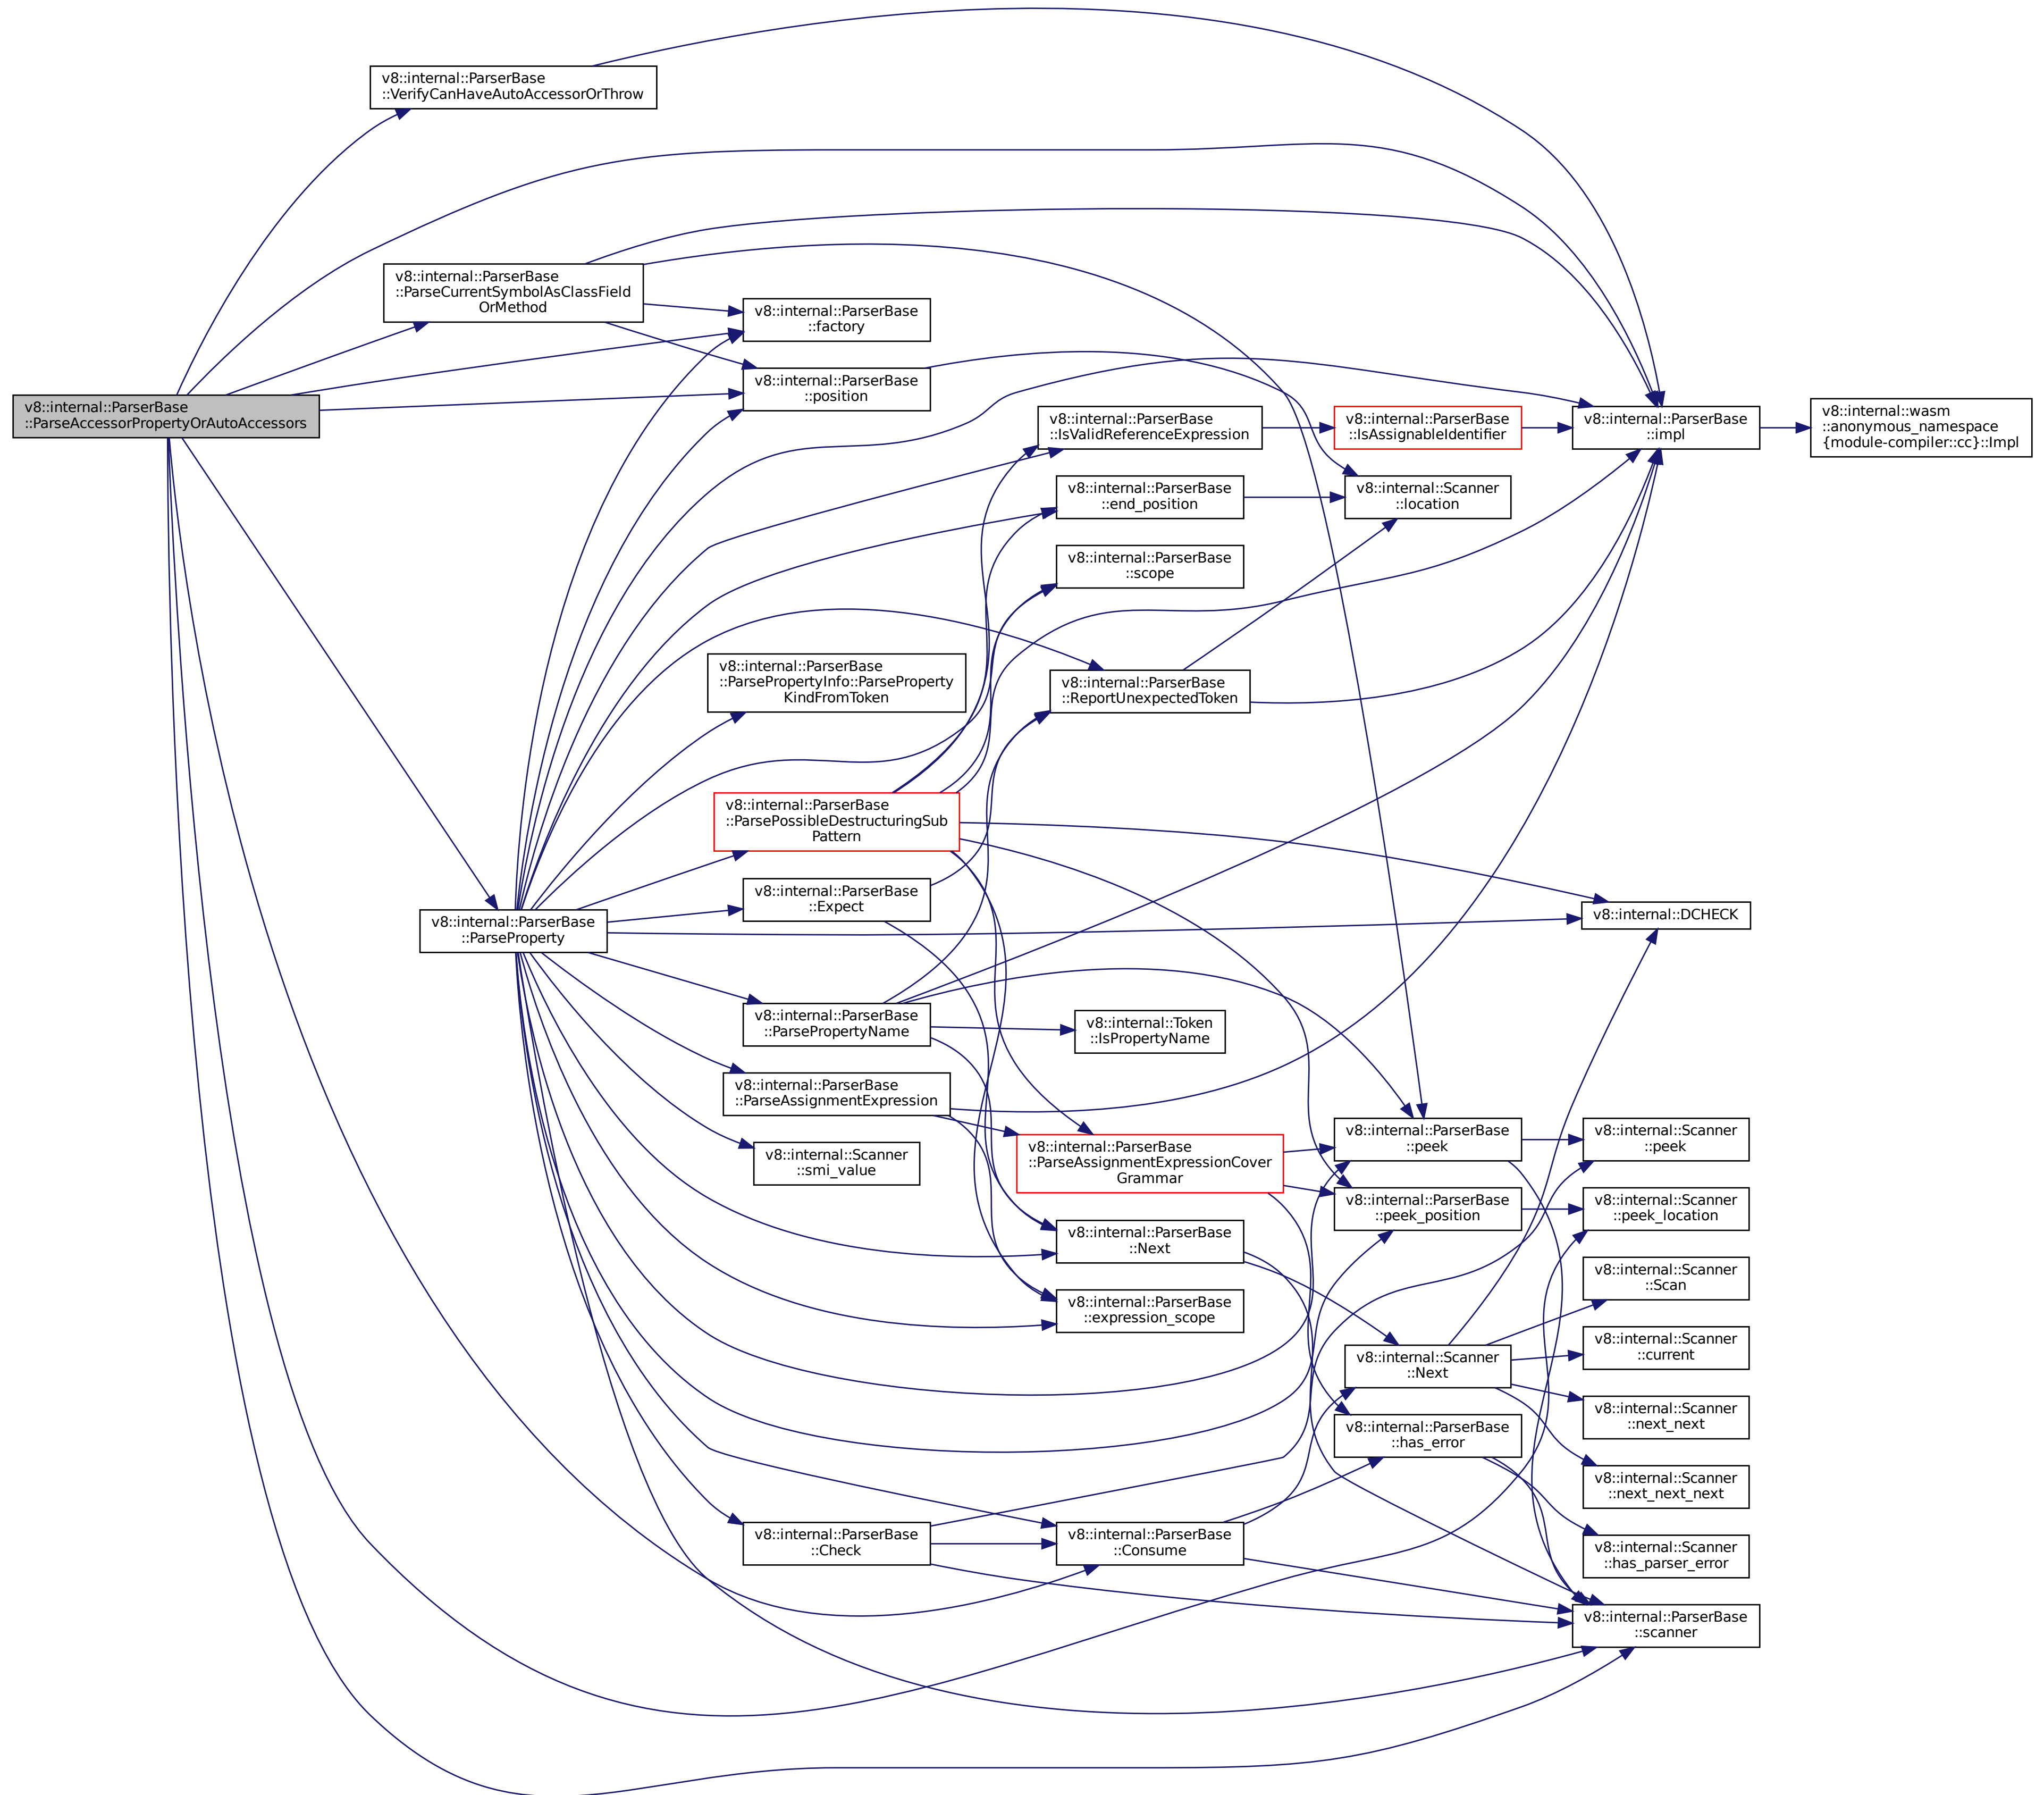 v8::internal::ParserBase
::VerifyCanHaveAutoAccessorOrThrow
v8::internal::ParserBase
::ParseCurrentSymbolAsClassField
OrMethod
v8::internal::ParserBase
::factory
v8::internal::ParserBase
::position
v8::internal::ParserBase
::ParseAccessorPropertyOrAutoAccessors
v8::internal::ParserBase
::IsValidReferenceExpression
v8::internal::ParserBase
::IsAssignableIdentifier
v8::internal::ParserBase
::impl
v8::internal::wasm
::anonymous_namespace
{module-compiler::cc}::Impl
v8::internal::ParserBase
::end_position
v8::internal::Scanner
::location
v8::internal::ParserBase
::scope
v8::internal::ParserBase
::ParsePropertyInfo::ParseProperty
KindFromToken
v8::internal::ParserBase
::ReportUnexpectedToken
v8::internal::ParserBase
::ParsePossibleDestructuringSub
Pattern
v8::internal::ParserBase
::Expect
v8::internal::DCHECK
v8::internal::ParserBase
::ParseProperty
v8::internal::ParserBase
::ParsePropertyName
v8::internal::Token
::IsPropertyName
v8::internal::ParserBase
::ParseAssignmentExpression
v8::internal::Scanner
::smi_value
v8::internal::ParserBase
::ParseAssignmentExpressionCover
Grammar
v8::internal::ParserBase
::peek
v8::internal::Scanner
::peek
v8::internal::ParserBase
::peek_position
v8::internal::Scanner
::peek_location
v8::internal::ParserBase
::Next
v8::internal::Scanner
::Scan
v8::internal::ParserBase
::expression_scope
v8::internal::Scanner
::current
v8::internal::Scanner
::Next
v8::internal::Scanner
::next_next
v8::internal::ParserBase
::has_error
v8::internal::Scanner
::next_next_next
v8::internal::ParserBase
::Check
v8::internal::ParserBase
::Consume
v8::internal::Scanner
::has_parser_error
v8::internal::ParserBase
::scanner